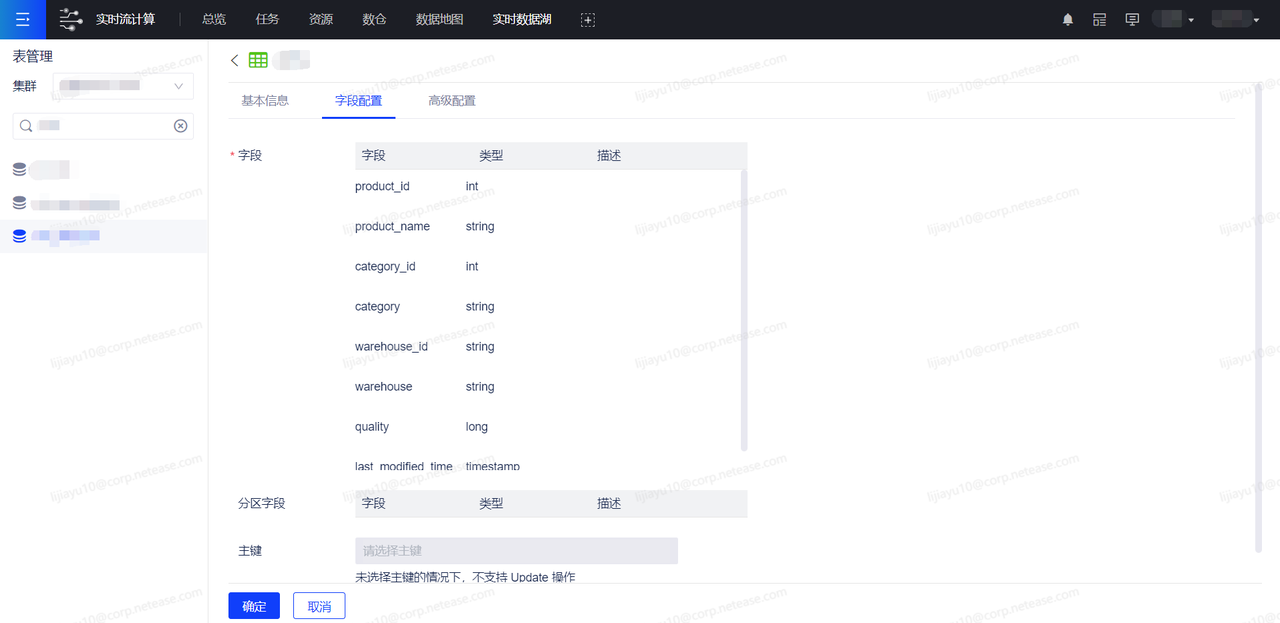 实时流计算 总览 任务 资源 数仓 数据地图 实时数据湖
表管理
集群
基本信息 字段配置 高级配置
* 字段
字段 类型 描述
product_id int
product_name string
category_id int
category string
warehouse_id string
warehouse string
quality long
last_modified_time timestamp
分区字段
字段 类型 描述
主键
请选择主键
未选择主键的情况下，不支持 Update 操作
确定 取消
lijiayu10@corp.netease.com